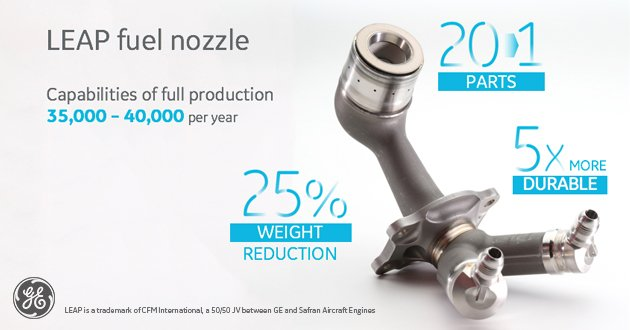 LEAP fuel nozzle
Capabilities of full production
35,000 – 40,000 per year
20 1
PARTS
5x MORE
DURABLE
25%
WEIGHT
REDUCTION
GE
LEAP is a trademark of CFM International, a 50/50 JV between GE and Safran Aircraft Engines